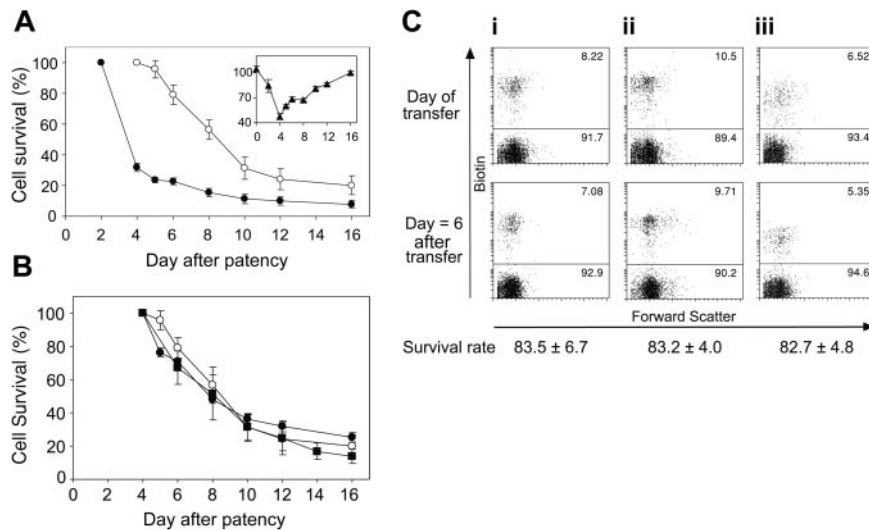 A
Cell survival (%)
100
80
60
40
20
0
0 2 4 6 8 10 12 14 16
Day after patency
100
80
60
40
0 2 4 6 8 10 12 16
B
Cell Survival (%)
100
80
60
40
20
0
0 2 4 6 8 10 12 14 16
Day after patency
C
i ii iii
Day of
transfer
8.22 10.5 6.52
91.7 89.4 93.4
Biotin
Day = 6
after
transfer
7.08 9.71 5.35
92.9 90.2 94.6
Forward Scatter
Survival rate 83.5 ± 6.7 83.2 ± 4.0 82.7 ± 4.8